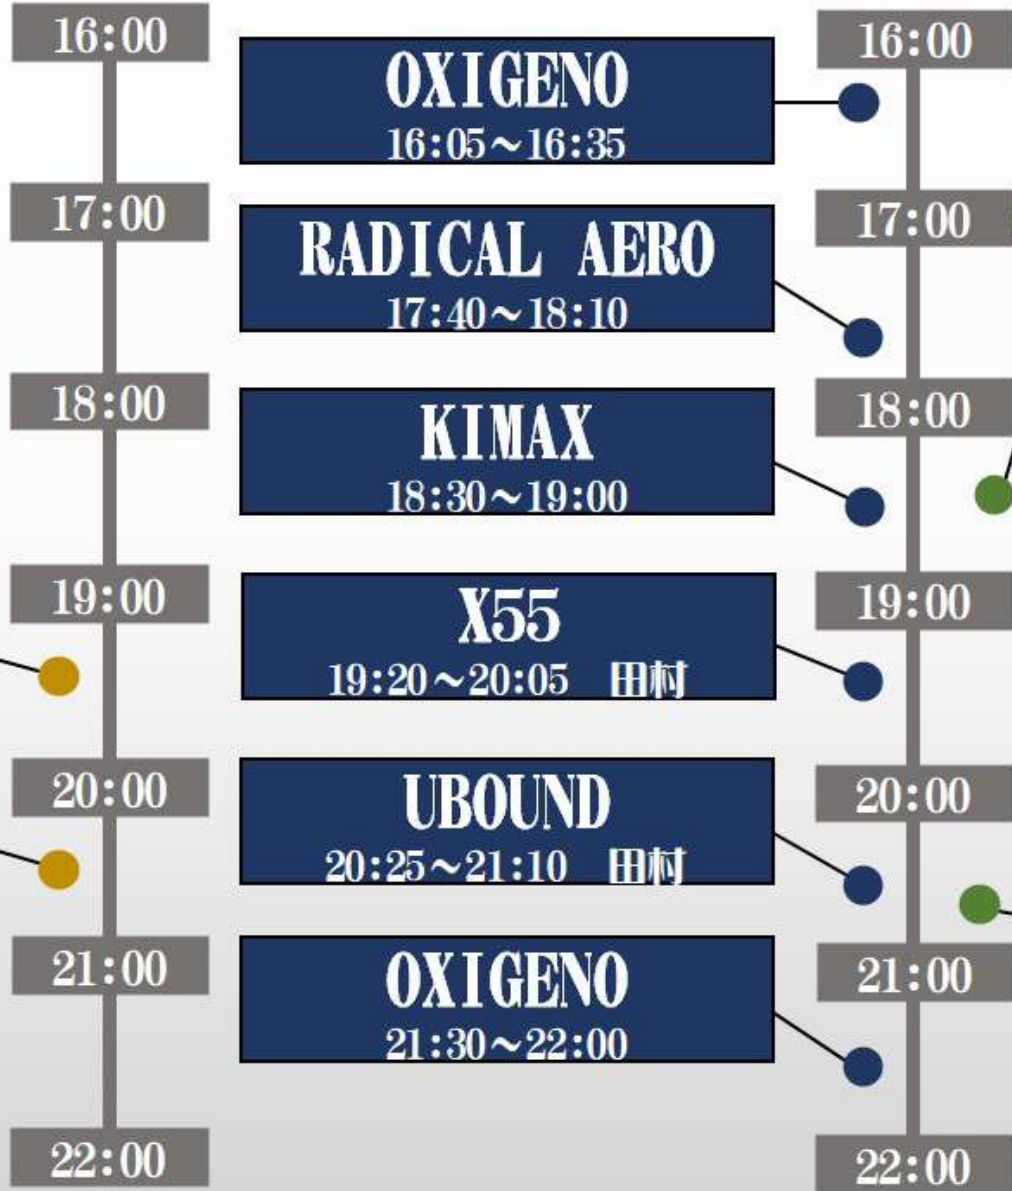 16:00
17:00
18:00
19:00
20:00
21:00
22:00
OXIGENO
16:05～16:35
RADICAL AERO
17:40～18:10
KIMAX
18:30～19:00
X55
19:20～20:05 田村
UBOUND
20:25～21:10 田村
OXIGENO
21:30～22:00
16:00
17:00
18:00
19:00
20:00
21:00
22:00